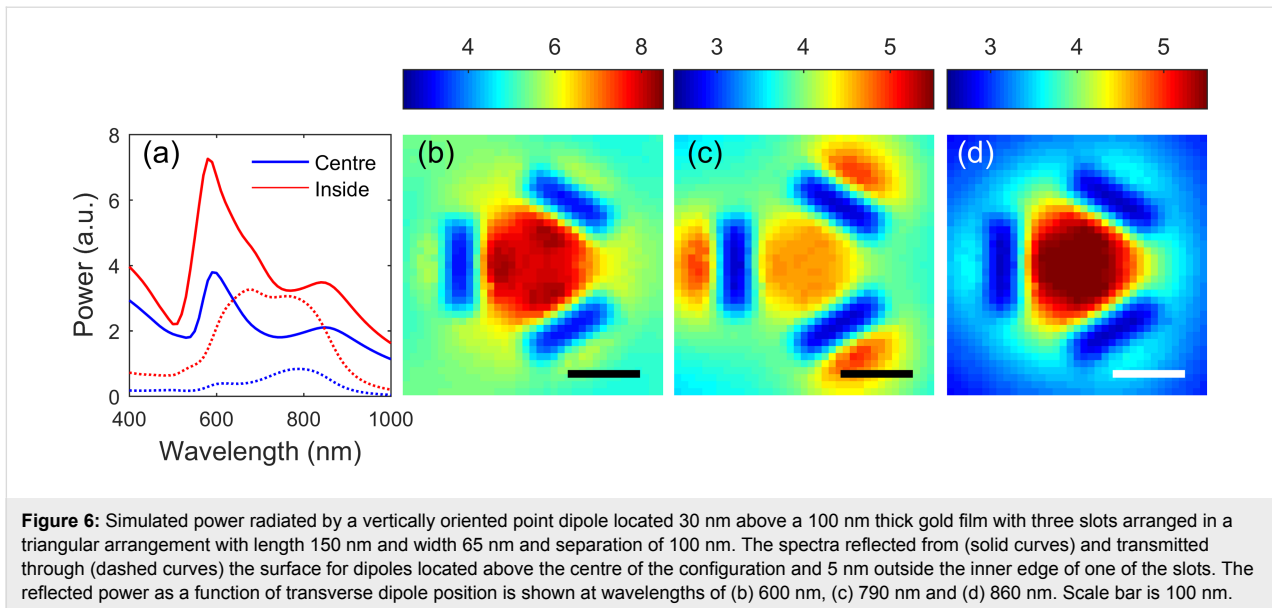 4 6 8
3 4 5
3 4 5
(a)
Centre
Inside
8
6
4
2
0
Power (a.u.)
400 600 800 1000
Wavelength (nm)
(b)
(c)
(d)
Figure 6: Simulated power radiated by a vertically oriented point dipole located 30 nm above a 100 nm thick gold film with three slots arranged in a
triangular arrangement with length 150 nm and width 65 nm and separation of 100 nm. The spectra reflected from (solid curves) and transmitted
through (dashed curves) the surface for dipoles located above the centre of the configuration and 5 nm outside the inner edge of one of the slots. The
reflected power as a function of transverse dipole position is shown at wavelengths of (b) 600 nm, (c) 790 nm and (d) 860 nm. Scale bar is 100 nm.